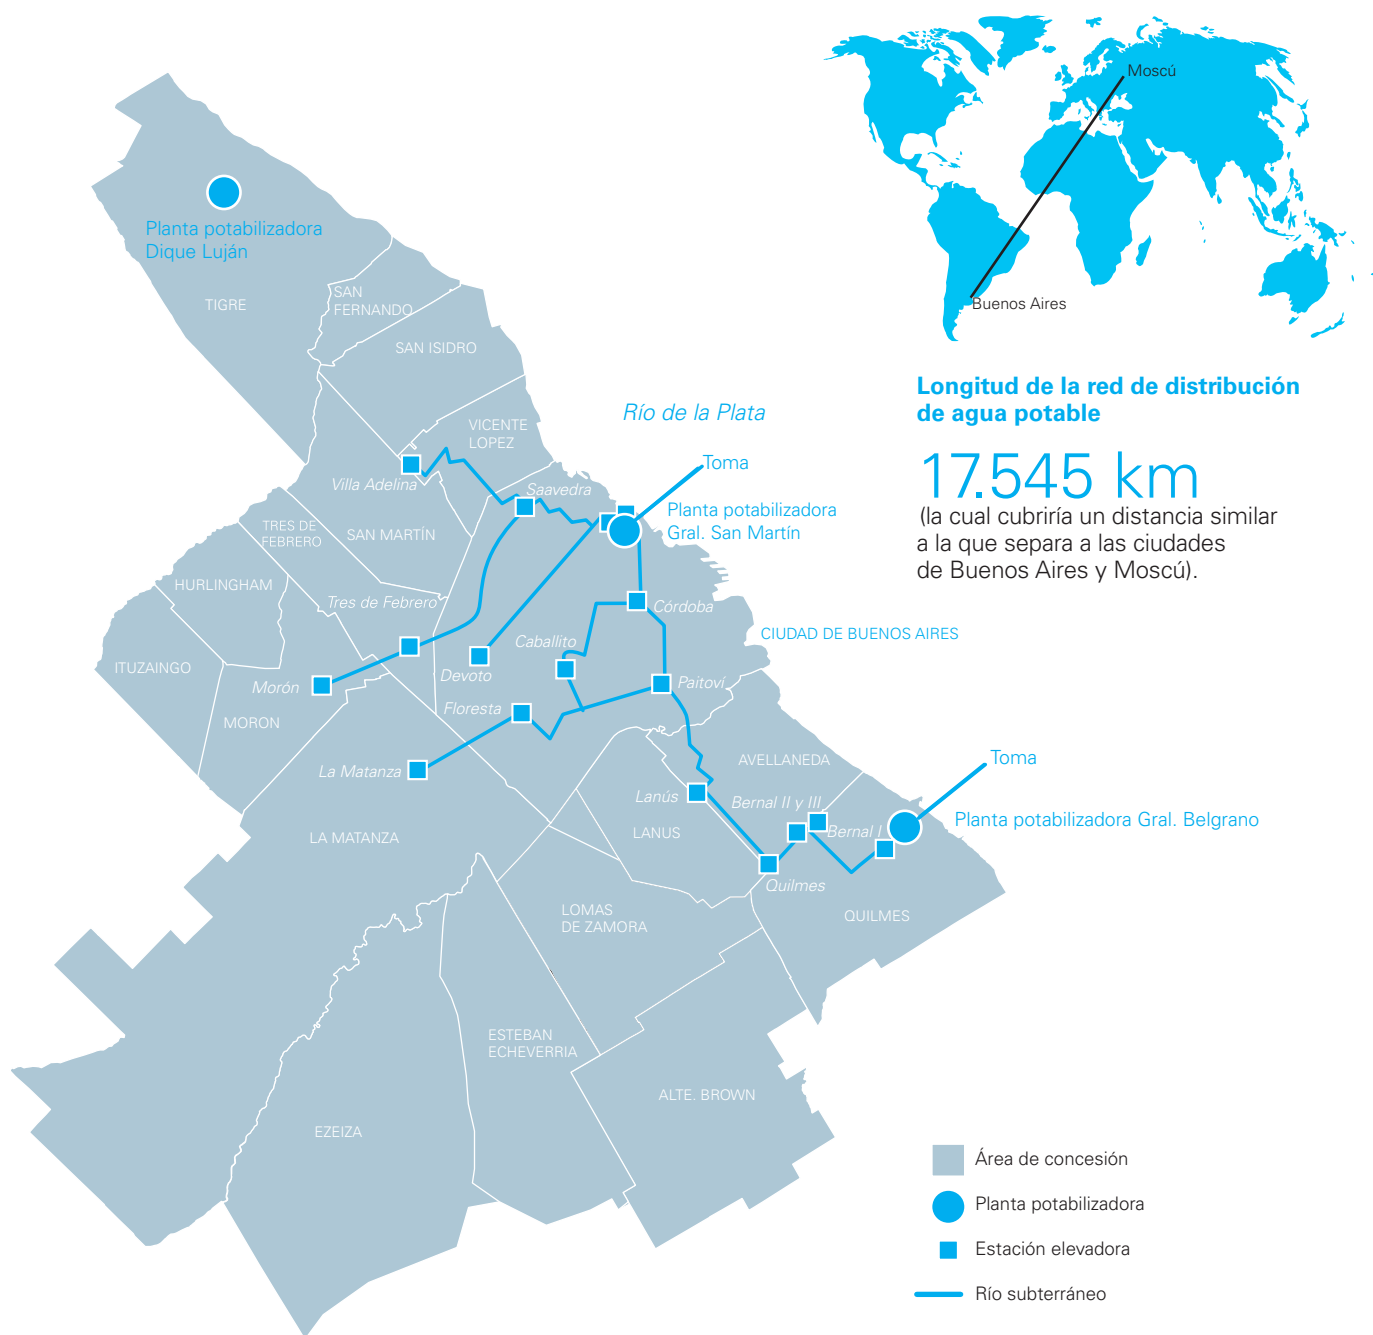 Moscú
Buenos Aires
Longitud de la red de distribución
de agua potable
17.545 km
(la cual cubriría un distancia similar
a la que separa a las ciudades
de Buenos Aires y Moscú).
Planta potabilizadora
Dique Luján
TIGRE
SAN
FERNANDO
SAN ISIDRO
Río de la Plata
VICENTE
LOPEZ
Toma
Villa Adelina
Saavedra
Planta potabilizadora
Gral. San Martín
TRES DE
FEBRERO
SAN MARTÍN
HURLINGHAM
Tres de Febrero
Córdoba
CIUDAD DE BUENOS AIRES
Caballito
ITUZAINGO
Devoto
Paitoví
Morón
Floresta
MORON
La Matanza
AVELLANEDA
Toma
Lanús
Bernal II y III
LANUS
Bernal I
Planta potabilizadora Gral. Belgrano
LA MATANZA
Quilmes
LOMAS
DE ZAMORA
QUILMES
ESTEBAN
ECHEVERRIA
ALTE. BROWN
EZEIZA
Área de concesión
Planta potabilizadora
Estación elevadora
Río subterráneo